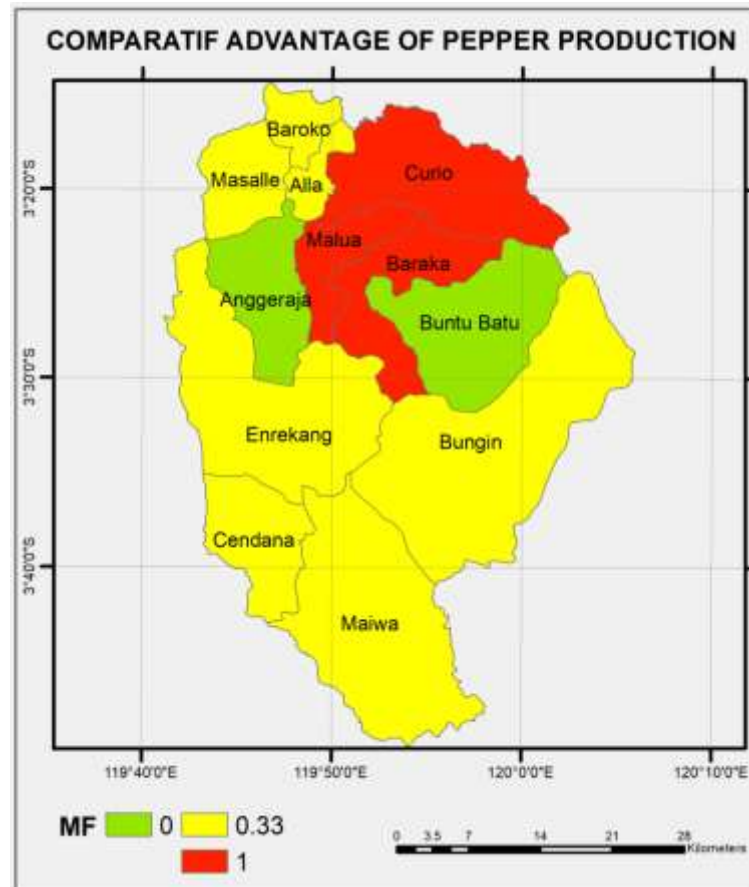 COMPARATIF ADVANTAGE OF PEPPER PRODUCTION
Baroko
Curio
Masalle
Alla
Malua
Baraka
Anggeraja
Buntu Batu
Enrekang
Bungin
Cendana
Maiwa
3°20'0"S
3°30'0"S
3°40'0"S
119°40'0"E
119°50'0"E
120°0'0"E
120°10'0"E
MF 0 0.33
1
0 3.5 7 14 21 28
Kilometers